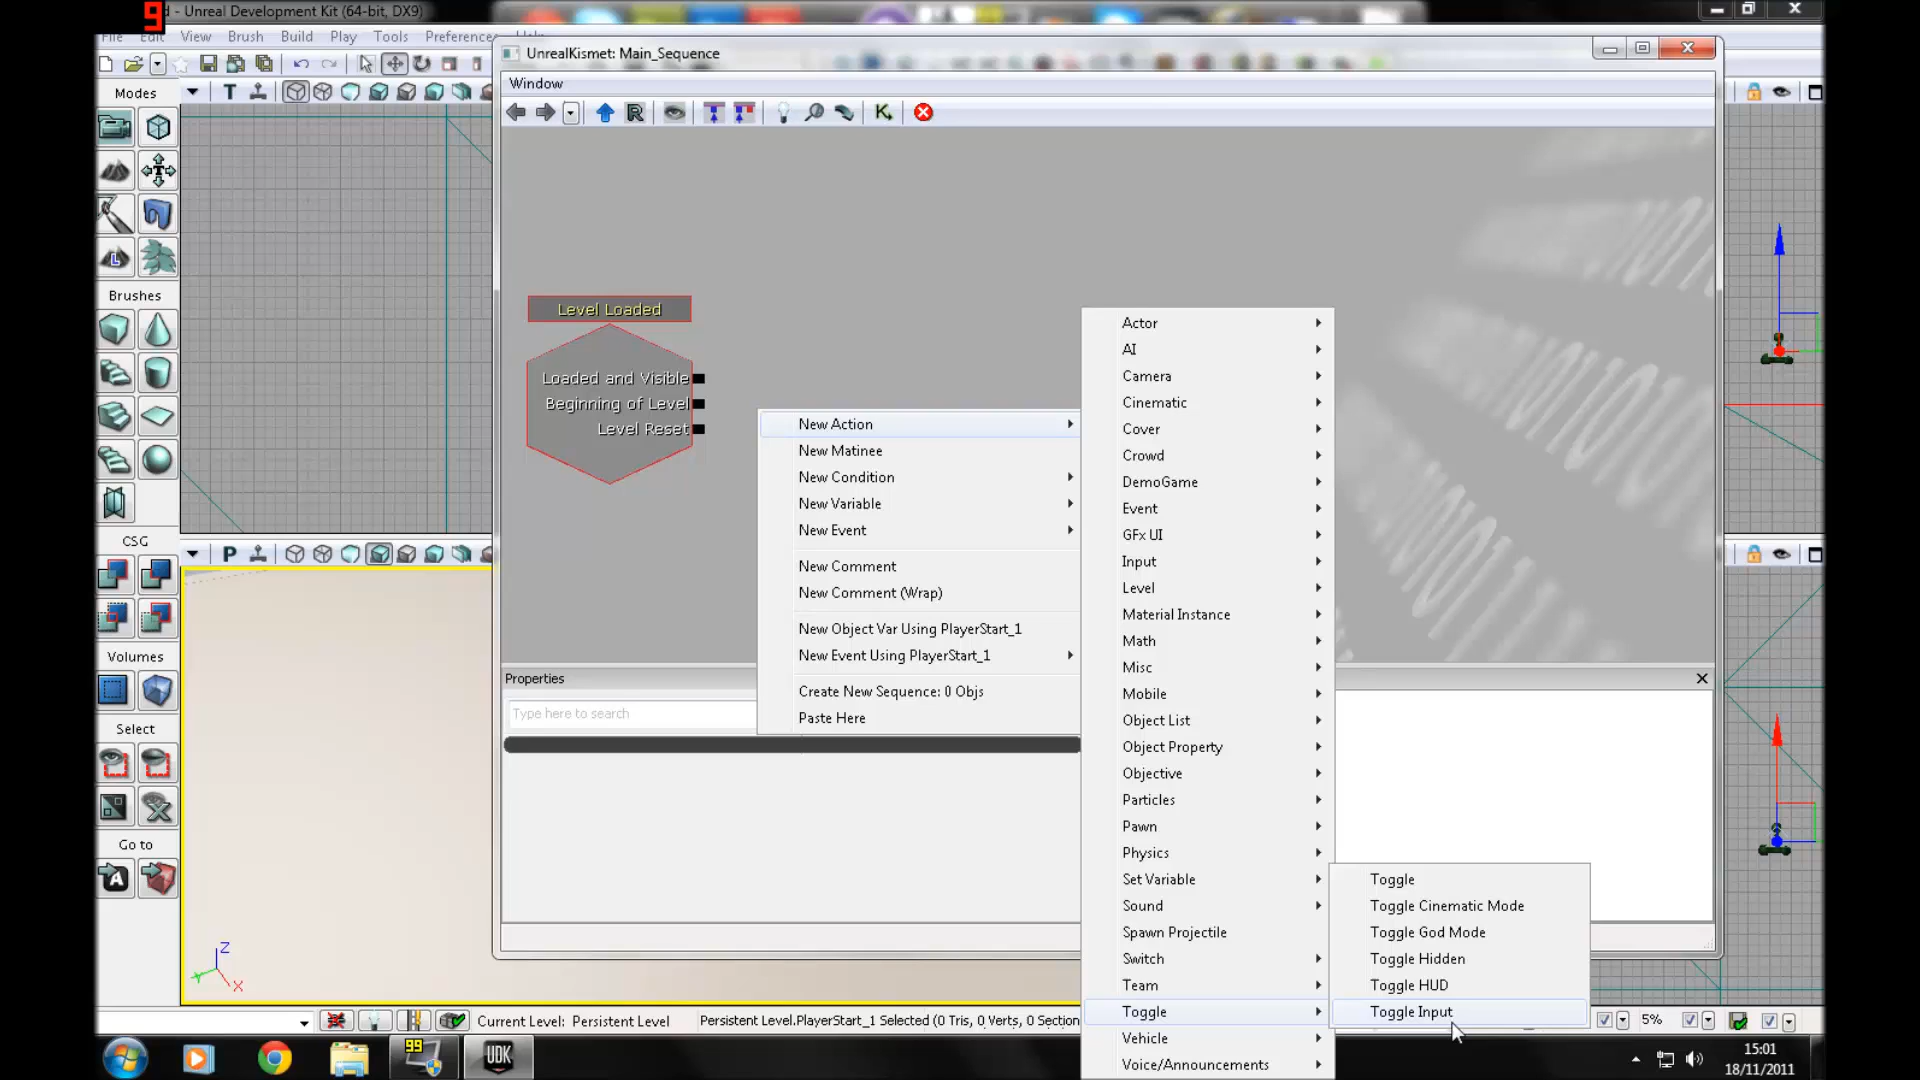 9
d - Unreal Development Kit (64-bit, DX9)
File Edit View Brush Build Play Tools Preferences Help
UnrealKismet: Main_Sequence
Window
Modes
Brushes
CSG
Volumes
Select
Go to
Level Loaded
Loaded and Visible
Beginning of Level
Level Reset
New Action
New Matinee
New Condition
New Variable
New Event
New Comment
New Comment (Wrap)
New Object Var Using PlayerStart_1
New Event Using PlayerStart_1
Create New Sequence: 0 Objs
Paste Here
Actor
AI
Camera
Cinematic
Cover
Crowd
DemoGame
Event
GFx UI
Input
Level
Material Instance
Math
Misc
Mobile
Object List
Object Property
Objective
Particles
Pawn
Physics
Set Variable
Sound
Spawn Projectile
Switch
Team
Toggle
Vehicle
Voice/Announcements
Toggle
Toggle Cinematic Mode
Toggle God Mode
Toggle Hidden
Toggle HUD
Toggle Input
Properties
Type here to search
Z
Y
X
Current Level: Persistent Level
Persistent Level.PlayerStart_1 Selected (0 Tris, 0 Verts, 0 Section
5%
99
UDK
15:01
18/11/2011